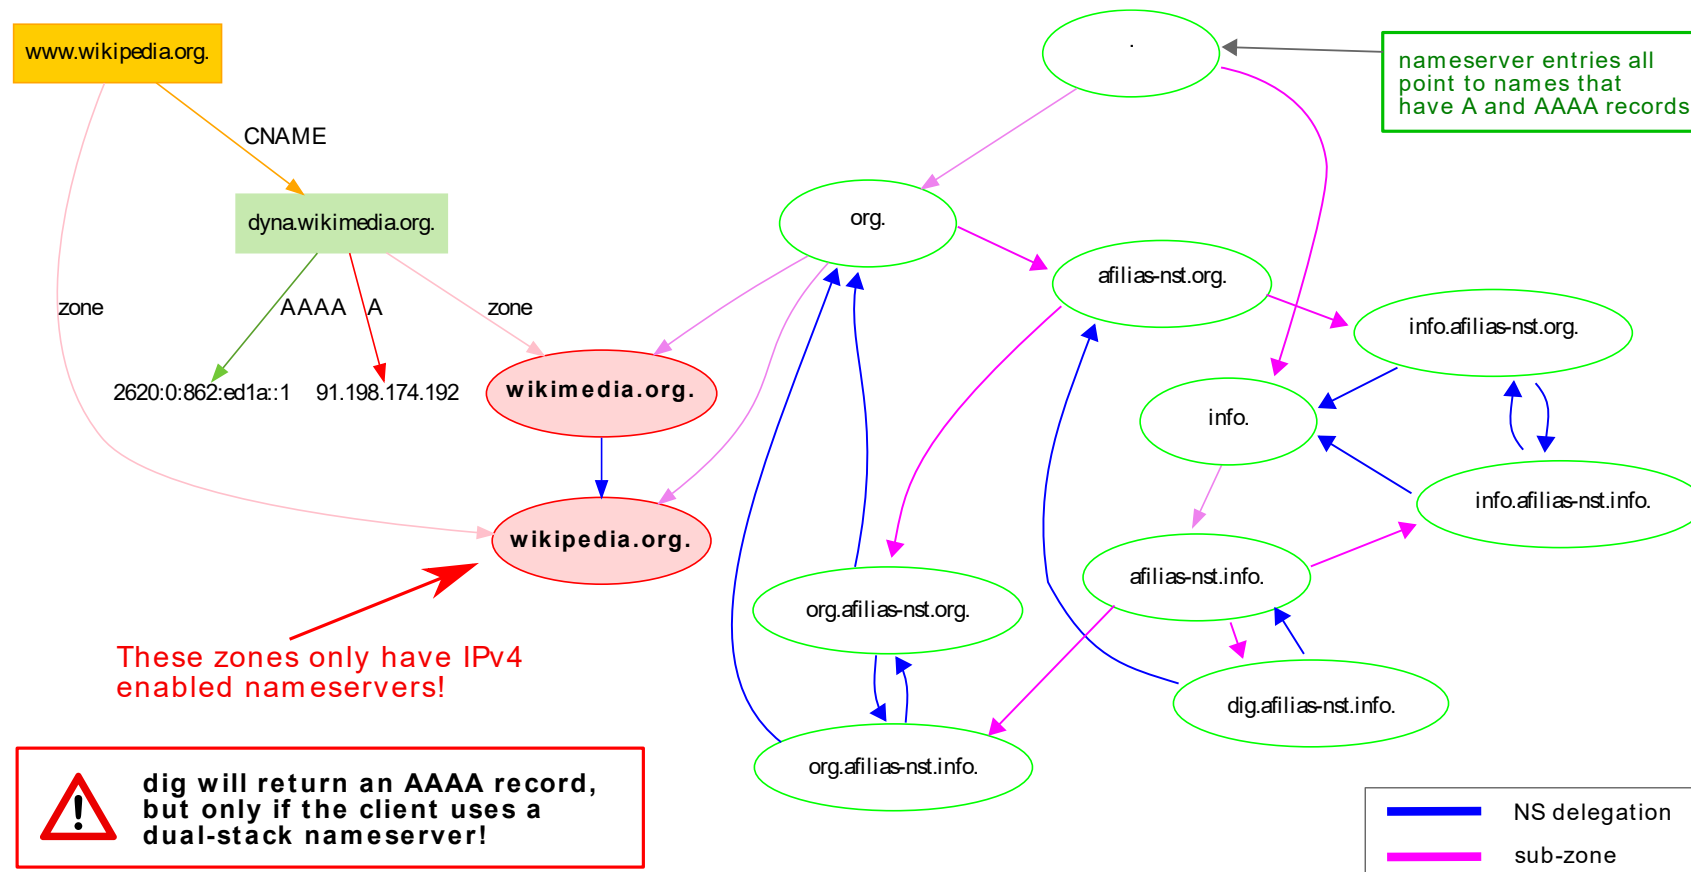 www.wikipedia.org.
.
nameserver entries all
point to names that
have A and AAAA records
CNAME
dyna.wikimedia.org.
org.
afilias-nst.org.
zone
AAAA
A
zone
info.afilias-nst.org.
2620:0:862:ed1a::1
91.198.174.192
wikimedia.org.
info.
info.afilias-nst.info.
wikipedia.org.
afilias-nst.info.
org.afilias-nst.org.
These zones only have IPv4
enabled nameservers!
dig.afilias-nst.info.
org.afilias-nst.info.
dig will return an AAAA record,
but only if the client uses a
dual-stack nameserver!
NS delegation
sub-zone